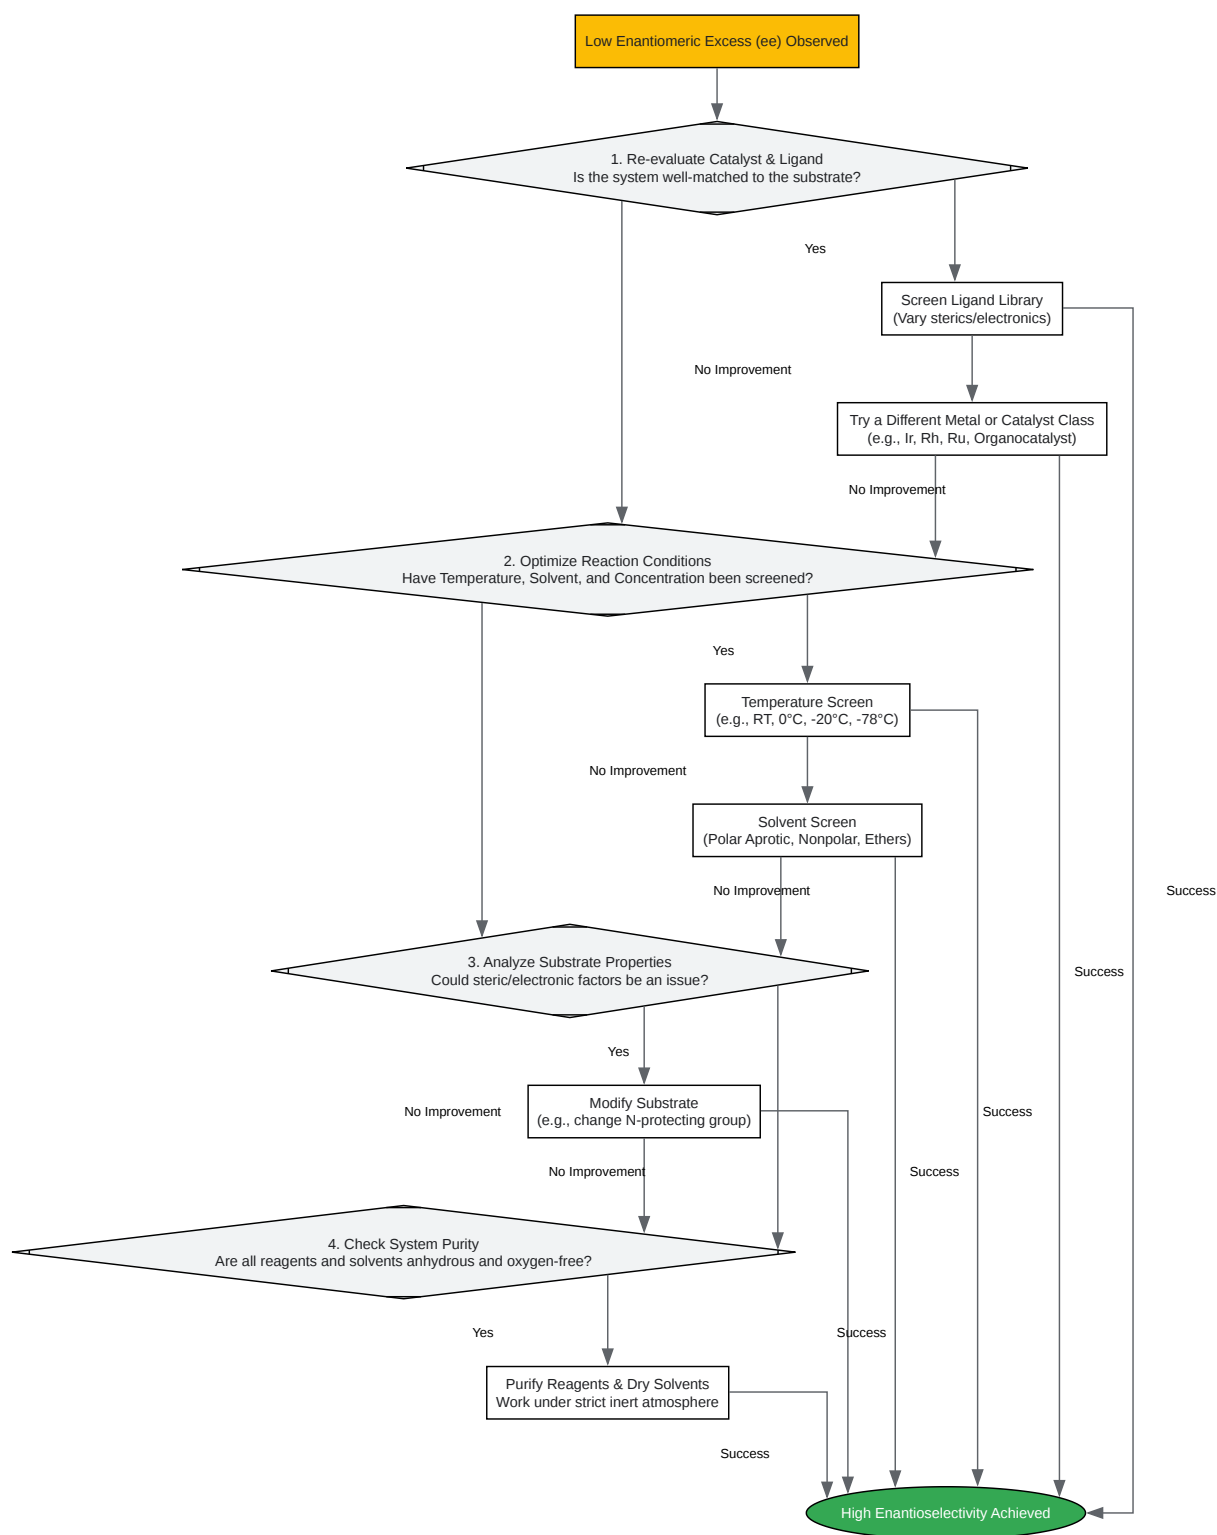 Low Enantiomeric Excess (ee) Observed
1. Re-evaluate Catalyst & Ligand
Is the system well-matched to the substrate?
Yes
Screen Ligand Library
(Vary sterics/electronics)
No Improvement
Try a Different Metal or Catalyst Class
(e.g., Ir, Rh, Ru, Organocatalyst)
No Improvement
2. Optimize Reaction Conditions
Have Temperature, Solvent, and Concentration been screened?
Yes
Temperature Screen
(e.g., RT, 0°C, -20°C, -78°C)
No Improvement
Solvent Screen
(Polar Aprotic, Nonpolar, Ethers)
No Improvement
Success
3. Analyze Substrate Properties
Could steric/electronic factors be an issue?
Success
Yes
Modify Substrate
(e.g., change N-protecting group)
No Improvement
Success
No Improvement
Success
4. Check System Purity
Are all reagents and solvents anhydrous and oxygen-free?
Yes
Success
Purify Reagents & Dry Solvents
Work under strict inert atmosphere
Success
High Enantioselectivity Achieved